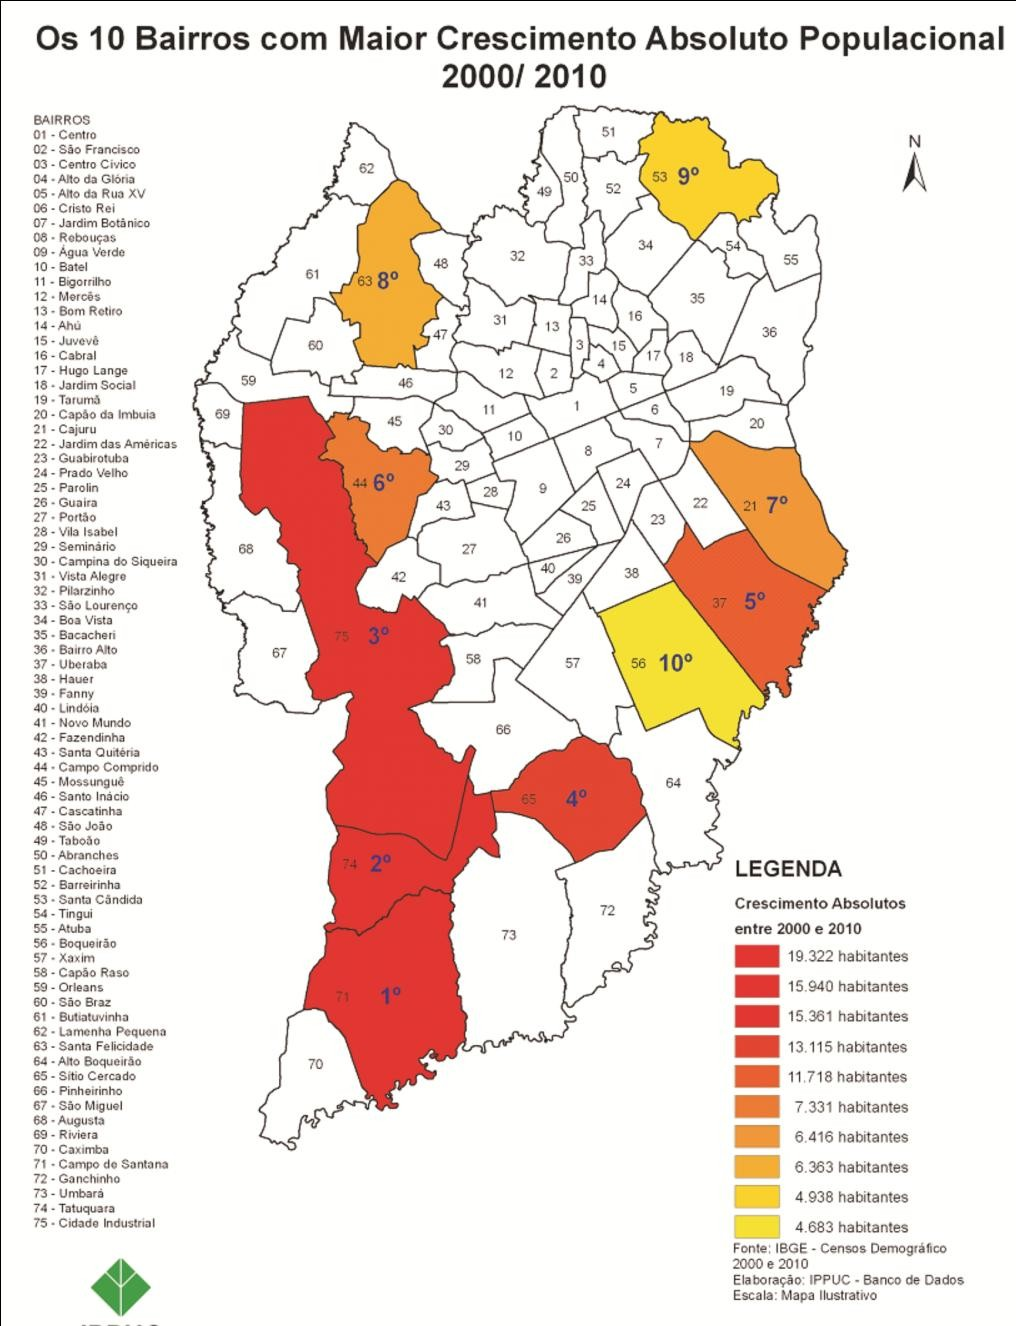 Os 10 Bairros com Maior Crescimento Absoluto Populacional
2000/ 2010
BAIRROS
01 - Centro
02 - São Francisco
03 - Centro Cívico
04 - Alto da Glória
05 - Alto da Rua XV
06 - Cristo Rei
07 - Jardim Botânico
08 - Rebouças
09 - Água Verde
10 - Batel
11 - Bigorrilho
12 - Mercês
13 - Bom Retiro
14 - Ahú
15 - Juvevê
16 - Cabral
17 - Hugo Lange
18 - Jardim Social
19 - Tarumã
20 - Capão da Imbuia
21 - Cajuru
22 - Jardim das Américas
23 - Guabirotuba
24 - Prado Velho
25 - Parolin
26 - Guaira
27 - Portão
28 - Vila Isabel
29 - Seminário
30 - Campina do Siqueira
31 - Vista Alegre
32 - Pilarzinho
33 - São Lourenço
34 - Boa Vista
35 - Bacacheri
36 - Bairro Alto
37 - Uberaba
38 - Hauer
39 - Fanny
40 - Lindóia
41 - Novo Mundo
42 - Fazendinha
43 - Santa Quitéria
44 - Campo Comprido
45 - Mossunguê
46 - Santo Inácio
47 - Cascatinha
48 - São João
49 - Taboão
50 - Abranches
51 - Cachoeira
52 - Barreirinha
53 - Santa Cândida
54 - Tingui
55 - Atuba
56 - Boqueirão
57 - Xaxim
58 - Capão Raso
59 - Orleans
60 - São Braz
61 - Butiatuvinha
62 - Lamenha Pequena
63 - Santa Felicidade
64 - Alto Boqueirão
65 - Sítio Cercado
66 - Pinheirinho
67 - São Miguel
68 - Augusta
69 - Riviera
70 - Caximba
71 - Campo de Santana
72 - Ganchinho
73 - Umbará
74 - Tatuquara
75 - Cidade Industrial
N
51
62
50
53 9º
49
52
34
54
32
55
48
33
61
63 8º
35
14
16
31
13
36
47
60
3
15
17
18
4
12
2
59
46
5
19
11
1
6
69
45
20
30
10
7
8
29
44 6º
24
28
9
22
21 7º
43
25
23
26
68
27
40
38
39
42
41
37 5º
75 3º
67
58
57
56 10º
66
64
65 4º
74 2º
72
73
71 1º
70
LEGENDA
Crescimento Absolutos
entre 2000 e 2010
19.322 habitantes
15.940 habitantes
15.361 habitantes
13.115 habitantes
11.718 habitantes
7.331 habitantes
6.416 habitantes
6.363 habitantes
4.938 habitantes
4.683 habitantes
Fonte: IBGE - Censos Demográfico
2000 e 2010
Elaboração: IPPUC - Banco de Dados
Escala: Mapa Ilustrativo